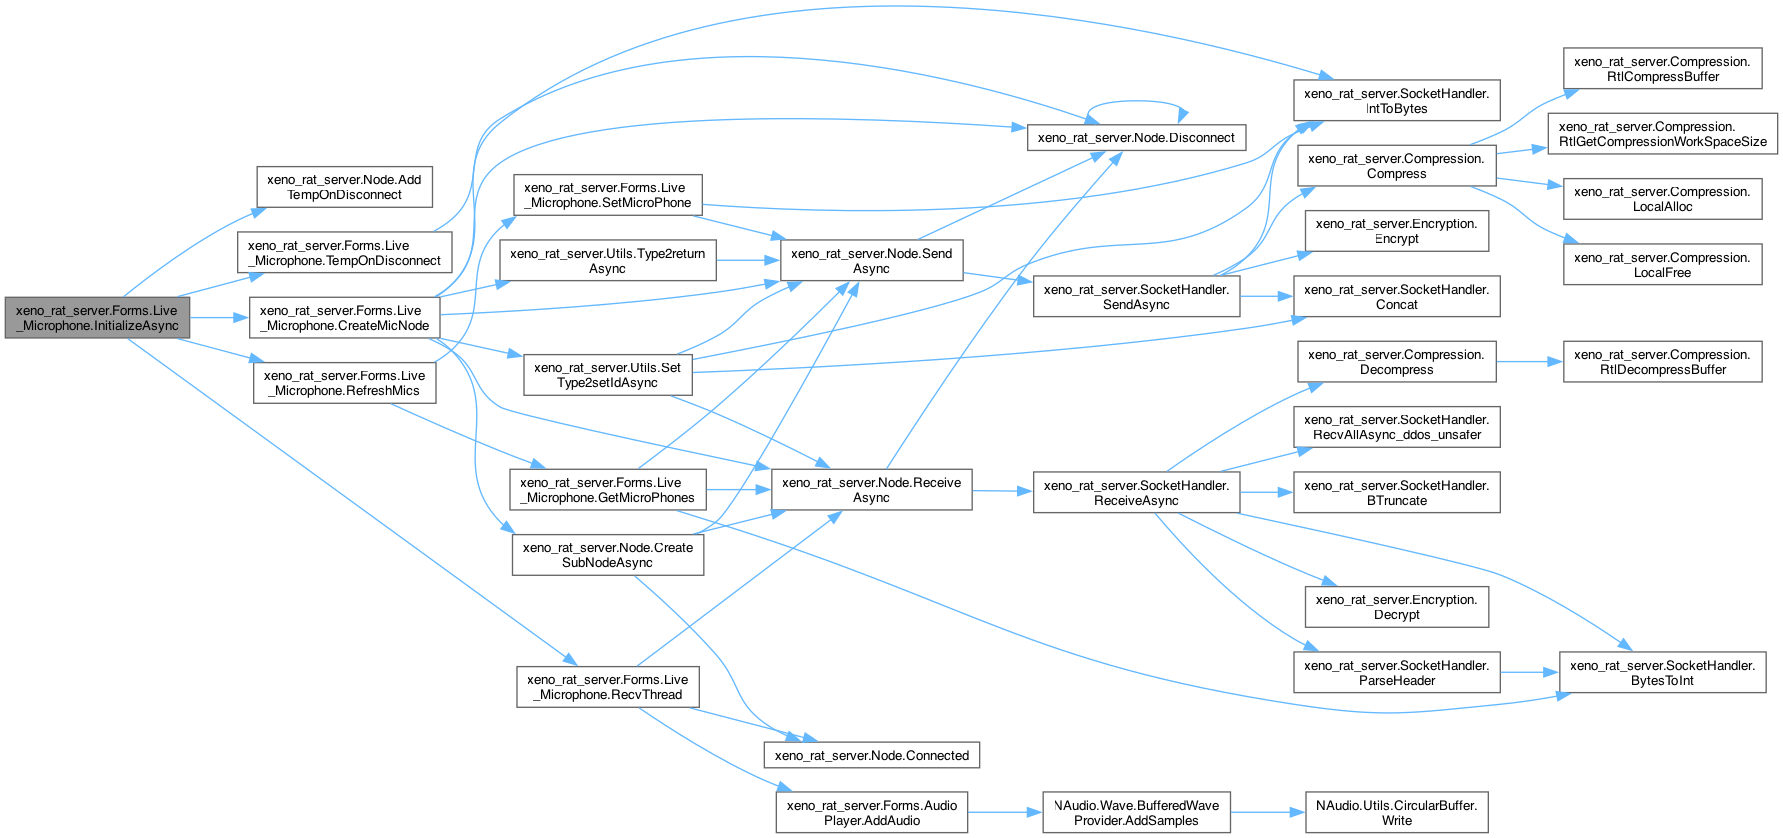 xeno_rat_server.Forms.Live
_Microphone.InitializeAsync
xeno_rat_server.Node.Add
TempOnDisconnect
xeno_rat_server.Forms.Live
_Microphone.TempOnDisconnect
xeno_rat_server.Forms.Live
_Microphone.CreateMicNode
xeno_rat_server.Forms.Live
_Microphone.RefreshMics
xeno_rat_server.Forms.Live
_Microphone.SetMicroPhone
xeno_rat_server.Utils.Type2return
Async
xeno_rat_server.Utils.Set
Type2setIdAsync
xeno_rat_server.Forms.Live
_Microphone.GetMicroPhones
xeno_rat_server.Node.Create
SubNodeAsync
xeno_rat_server.Forms.Live
_Microphone.RecvThread
xeno_rat_server.Node.Send
Async
xeno_rat_server.Node.Receive
Async
xeno_rat_server.Node.Connected
xeno_rat_server.Forms.Audio
Player.AddAudio
xeno_rat_server.Node.Disconnect
xeno_rat_server.SocketHandler.
SendAsync
xeno_rat_server.SocketHandler.
ReceiveAsync
NAudio.Wave.BufferedWave
Provider.AddSamples
xeno_rat_server.SocketHandler.
IntToBytes
xeno_rat_server.Compression.
Compress
xeno_rat_server.Encryption.
Encrypt
xeno_rat_server.SocketHandler.
Concat
xeno_rat_server.Compression.
Decompress
xeno_rat_server.SocketHandler.
RecvAllAsync_ddos_unsafer
xeno_rat_server.SocketHandler.
BTruncate
xeno_rat_server.Encryption.
Decrypt
xeno_rat_server.SocketHandler.
ParseHeader
NAudio.Utils.CircularBuffer.
Write
xeno_rat_server.Compression.
RtlCompressBuffer
xeno_rat_server.Compression.
RtlGetCompressionWorkSpaceSize
xeno_rat_server.Compression.
LocalAlloc
xeno_rat_server.Compression.
LocalFree
xeno_rat_server.Compression.
RtlDecompressBuffer
xeno_rat_server.SocketHandler.
BytesToInt